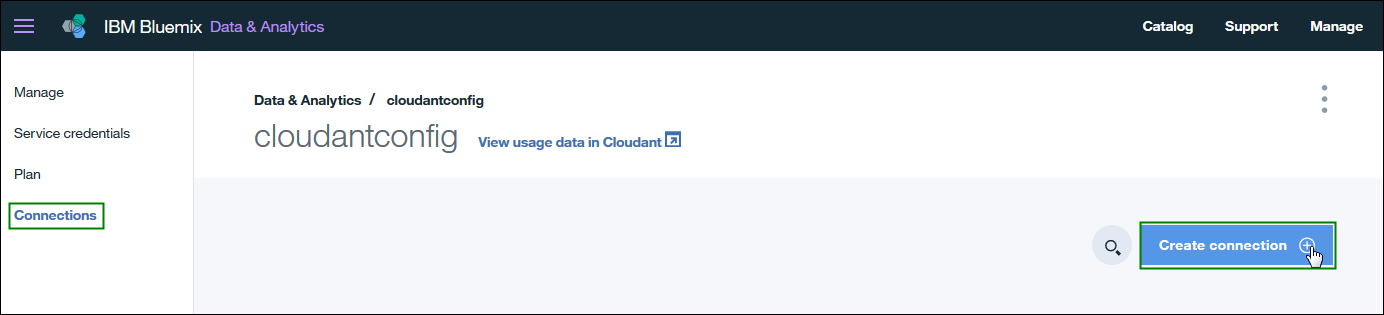 IBM Bluemix Data & Analytics Catalog Support Manage
Manage
Service credentials
Plan
Connections
Data & Analytics / cloudantconfig
cloudantconfig View usage data in Cloudant
Create connection